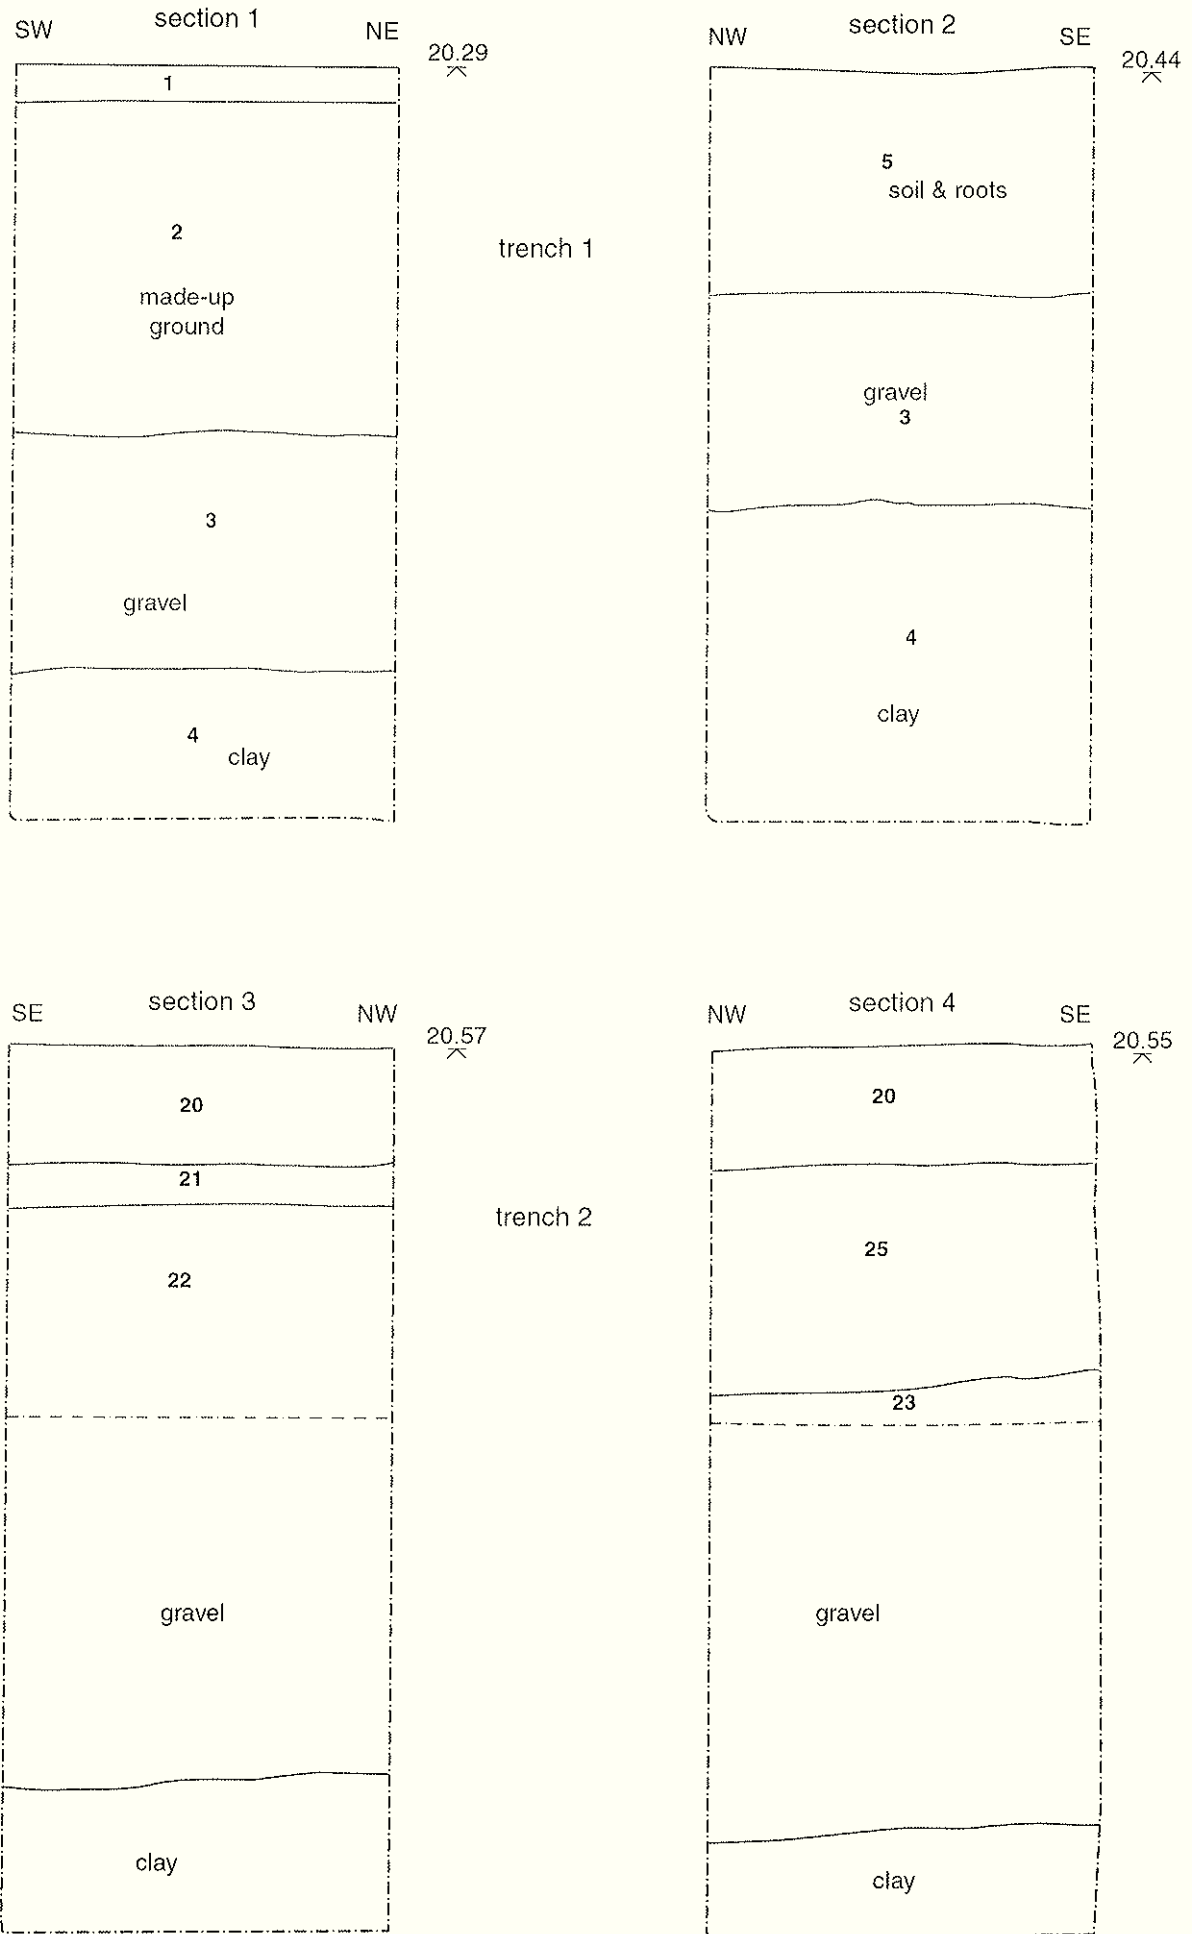 section 1
SW
NE
20.29
1
2
made-up
ground
3
gravel
4
clay
trench 1
section 2
NW
SE
20.44
5
soil & roots
gravel
3
4
clay
section 3
SE
NW
20.57
20
21
22
gravel
clay
trench 2
section 4
NW
SE
20.55
20
25
23
gravel
clay